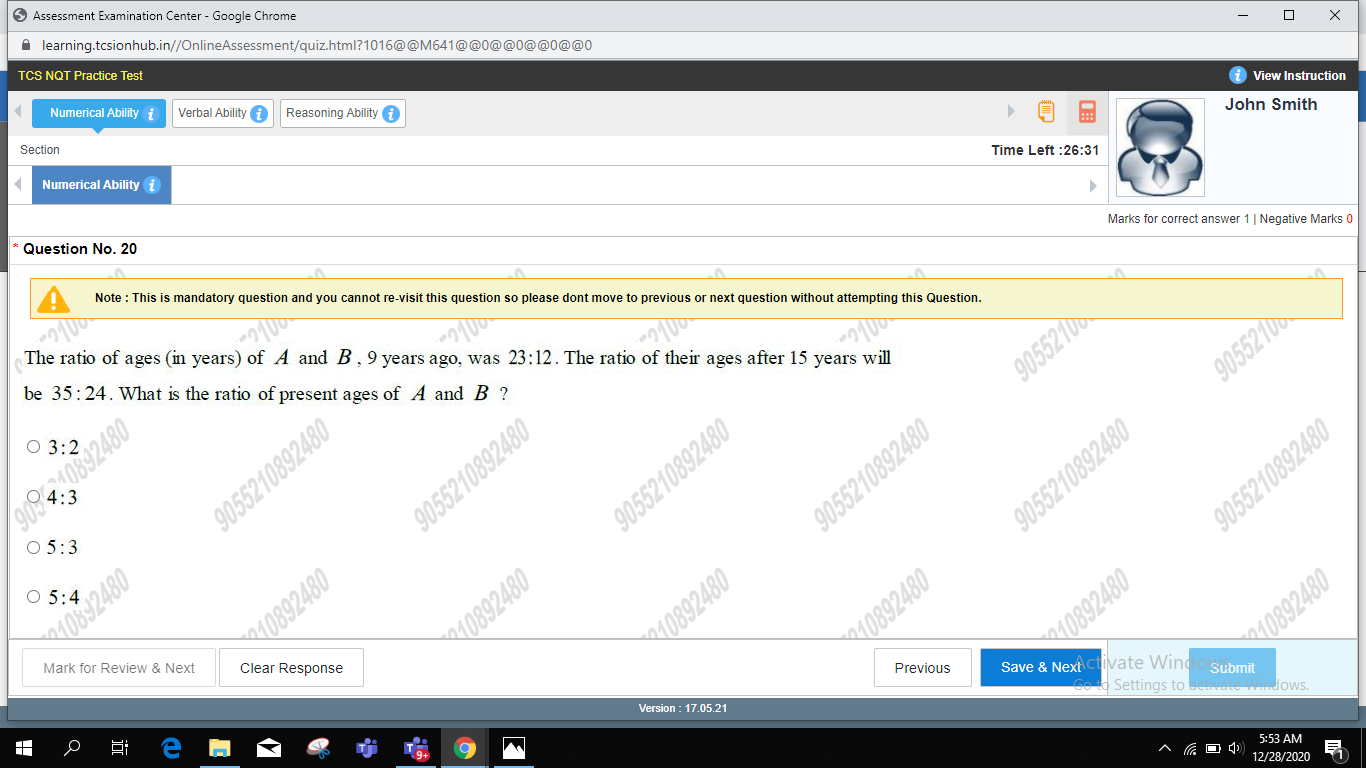 Assessment Examination Center - Google Chrome
learning.tcsionhub.in//OnlineAssessment/quiz.html?1016@@M641@@0@@0@@0@@0
TCS NQT Practice Test
View Instruction
Numerical Ability
Verbal Ability
Reasoning Ability
John Smith
Section
Time Left :26:31
Numerical Ability
Marks for correct answer 1 | Negative Marks 0
* Question No. 20
Note : This is mandatory question and you cannot re-visit this question so please dont move to previous or next question without attempting this Question.
The ratio of ages (in years) of A and B , 9 years ago, was 23:12. The ratio of their ages after 15 years will
be 35:24. What is the ratio of present ages of A and B ?
3:2
4:3
5:3
5:4
9055210892480
Mark for Review & Next
Clear Response
Previous
Save & Next
Submit
Activate Windows
Go to Settings to activate Windows.
Version : 17.05.21
9+
5:53 AM
12/28/2020
1